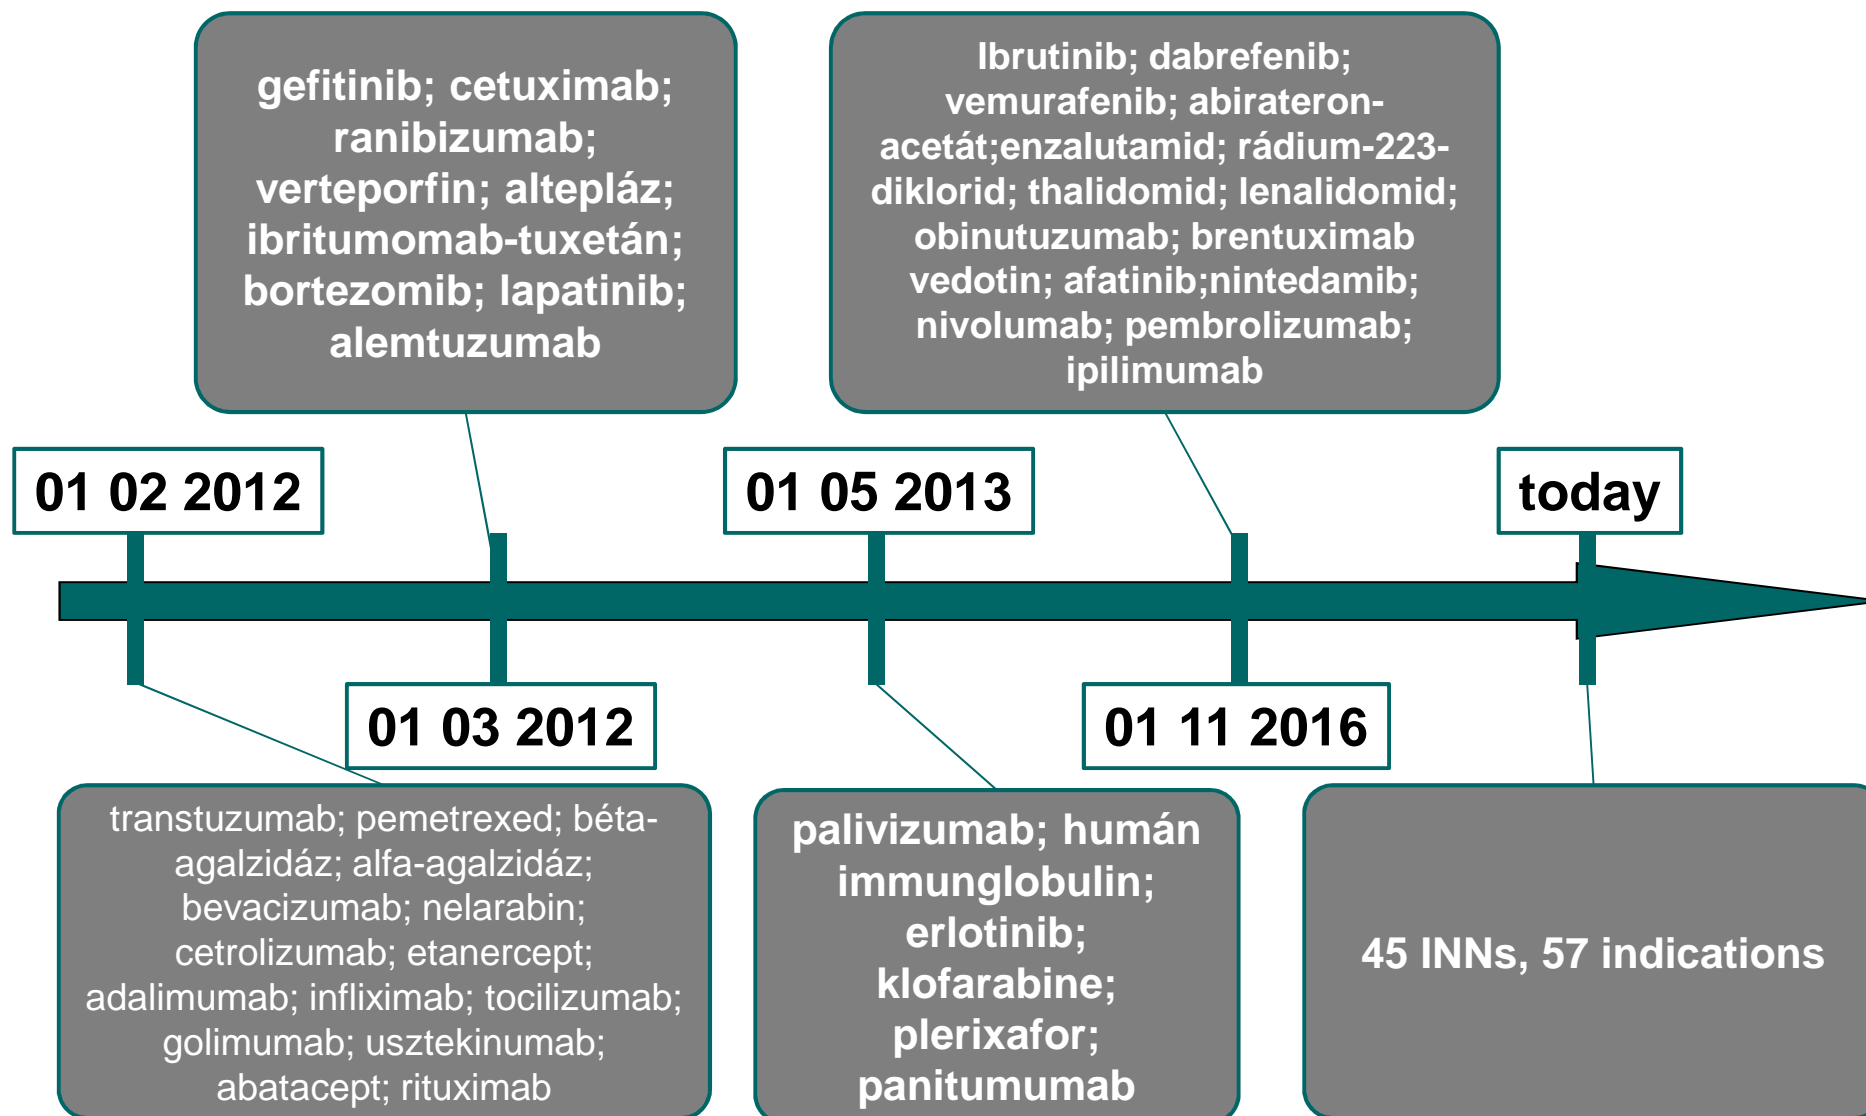 gefitinib; cetuximab;
ranibizumab;
verteporfin; altepláz;
ibritumomab-tuxetán;
bortezomib; lapatinib;
alemtuzumab
Ibrutinib; dabrefenib;
vemurafenib; abirateron-
acetát;enzalutamid; rádium-223-
diklorid; thalidomid; lenalidomid;
obinutuzumab; brentuximab
vedotin; afatinib;nintedamib;
nivolumab; pembrolizumab;
ipilimumab
01 02 2012
01 05 2013
today
01 03 2012
01 11 2016
transtuzumab; pemetrexed; béta-
agalzidáz; alfa-agalzidáz;
bevacizumab; nelarabin;
cetrolizumab; etanercept;
adalimumab; infliximab; tocilizumab;
golimumab; usztekinumab;
abatacept; rituximab
palivizumab; humán
immunglobulin;
erlotinib;
klofarabine;
plerixafor;
panitumumab
45 INNs, 57 indications